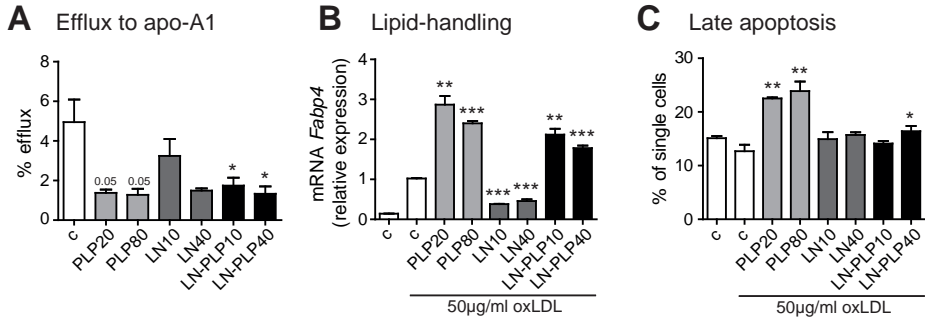 A Efflux to apo-A1
% efflux
8
6
4
2
0
0.05
0.05
*
*
c
PLP20
PLP80
LN10
LN40
LN-PLP10
LN-PLP40
B Lipid-handling
mRNA Fabp4
(relative expression)
4
3
2
1
0
**
***
***
***
**
***
c
c
PLP20
PLP80
LN10
LN40
LN-PLP10
LN-PLP40
50µg/ml oxLDL
C Late apoptosis
% of single cells
30
20
10
0
**
**
*
c
c
PLP20
PLP80
LN10
LN40
LN-PLP10
LN-PLP40
50µg/ml oxLDL